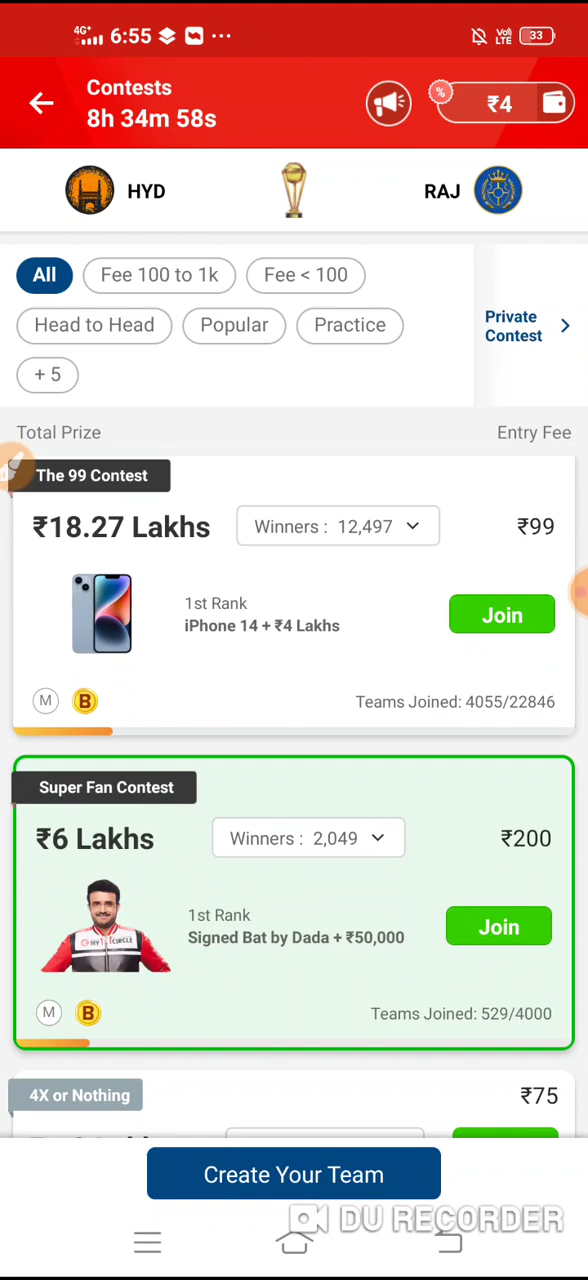 4G+ 6:55 ... Vo) LTE 33
Contests
8h 34m 58s
%
₹4
HYD
RAJ
All
Fee 100 to 1k
Fee < 100
Head to Head
Popular
Practice
+ 5
Private
Contest
Total Prize
Entry Fee
The 99 Contest
₹18.27 Lakhs
Winners : 12,497
₹99
1st Rank
iPhone 14 + ₹4 Lakhs
Join
M
B
Teams Joined: 4055/22846
Super Fan Contest
₹6 Lakhs
Winners : 2,049
₹200
1st Rank
Signed Bat by Dada + ₹50,000
Join
M
B
Teams Joined: 529/4000
4X or Nothing
₹75
Create Your Team
DU RECORDER